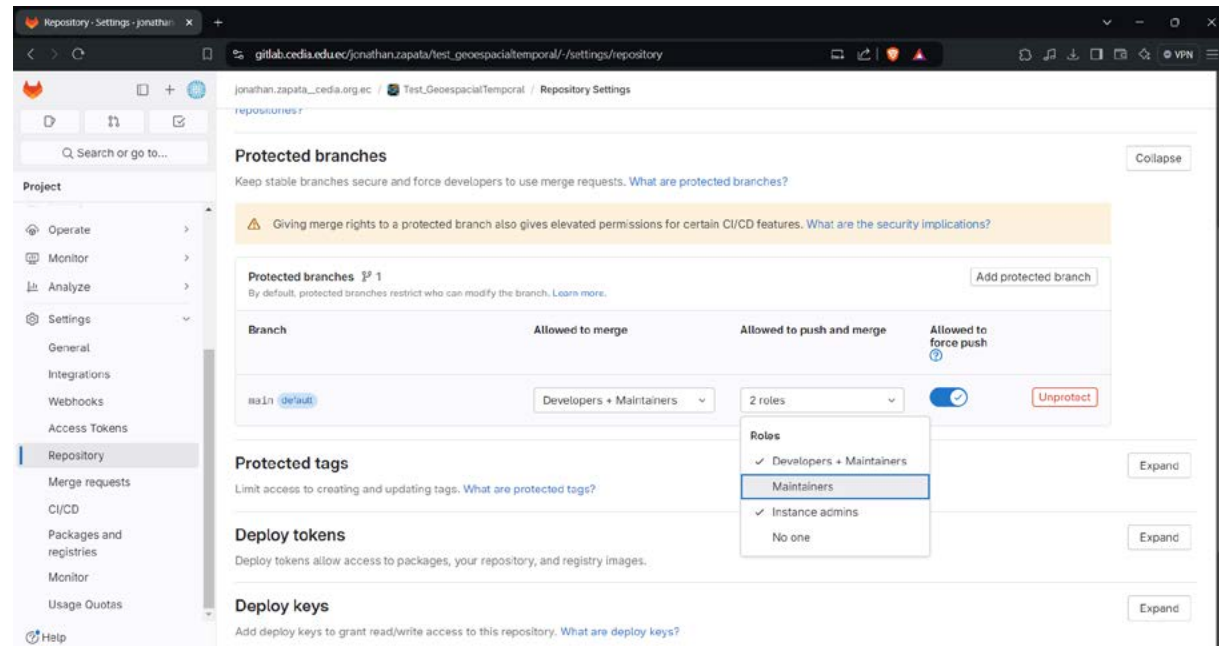 Repository · Settings · jonathan
gitlab.cedia.edu.ec/jonathan.zapata/test_geoespacialtemporal/-/settings/repository
VPN
jonathan.zapata__cedia.org.ec / Test_GeoespacialTemporal / Repository Settings
repositories?
Search or go to...
Project
Operate
Monitor
Analyze
Settings
General
Integrations
Webhooks
Access Tokens
Repository
Merge requests
CI/CD
Packages and
registries
Monitor
Usage Quotas
Help
Protected branches
Collapse
Keep stable branches secure and force developers to use merge requests. What are protected branches?
Giving merge rights to a protected branch also gives elevated permissions for certain CI/CD features. What are the security implications?
Protected branches 1
Add protected branch
By default, protected branches restrict who can modify the branch. Learn more.
Branch Allowed to merge Allowed to push and merge Allowed to
force push
main default Developers + Maintainers 2 roles Unprotect
Roles
Developers + Maintainers
Maintainers
Instance admins
No one
Protected tags
Expand
Limit access to creating and updating tags. What are protected tags?
Deploy tokens
Expand
Deploy tokens allow access to packages, your repository, and registry images.
Deploy keys
Expand
Add deploy keys to grant read/write access to this repository. What are deploy keys?